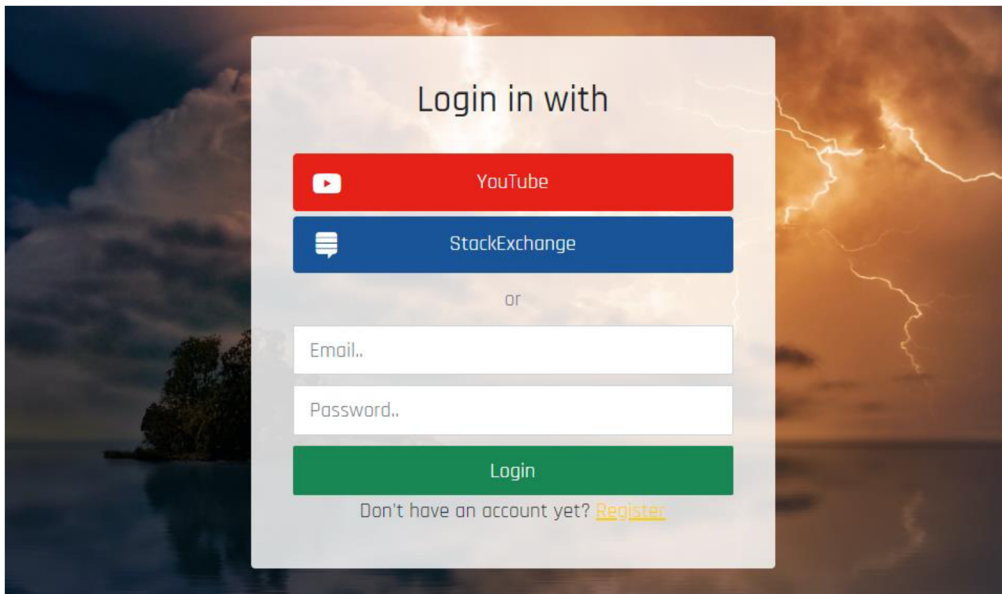 Login in with
YouTube
StackExchange
or
Email..
Password..
Login
Don't have an account yet? Register